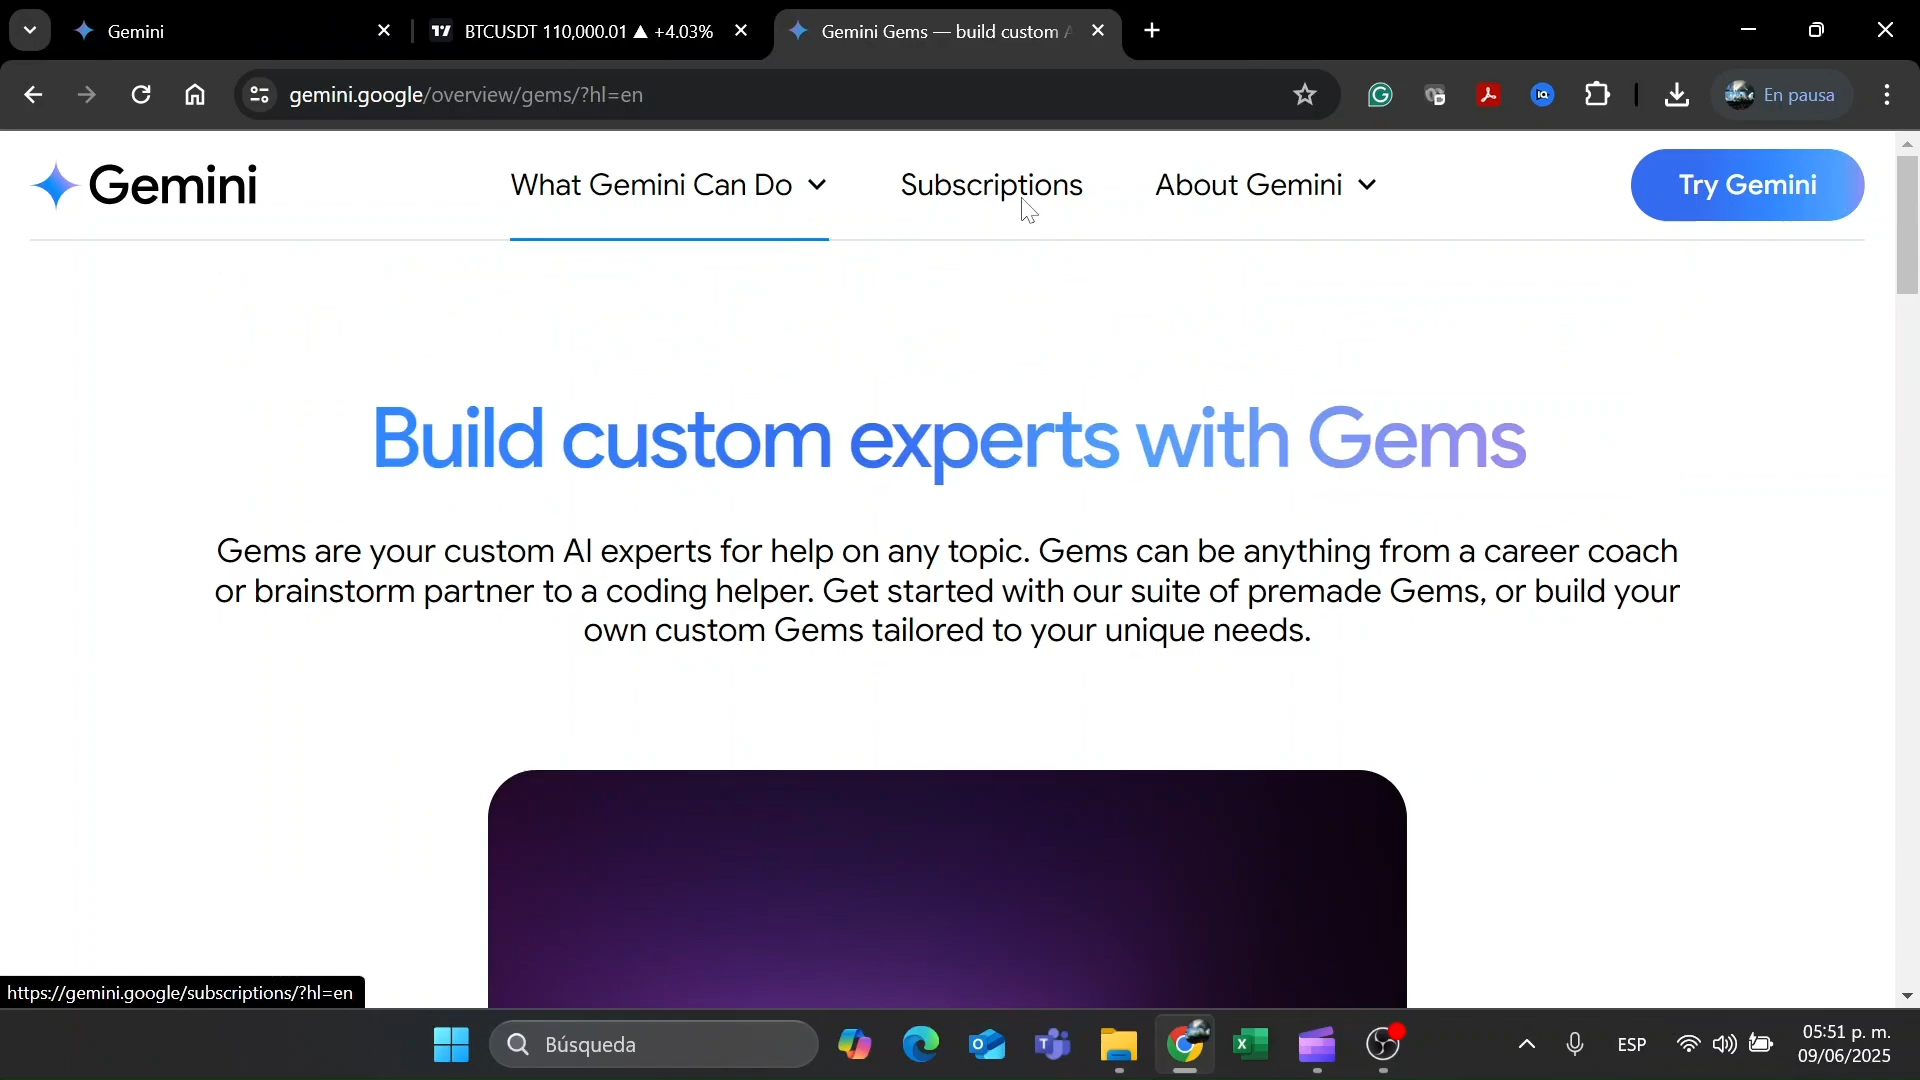 Gemini
BTCUSDT 110,000.01 ▲ +4.03%
Gemini Gems — build custom
gemini.google/overview/gems/?hl=en
En pausa
Gemini
What Gemini Can Do
Subscriptions
About Gemini
Try Gemini
Build custom experts with Gems
Gems are your custom AI experts for help on any topic. Gems can be anything from a career coach
or brainstorm partner to a coding helper. Get started with our suite of premade Gems, or build your
own custom Gems tailored to your unique needs.
https://gemini.google/subscriptions/?hl=en
Búsqueda
ESP
05:51 p. m.
09/06/2025